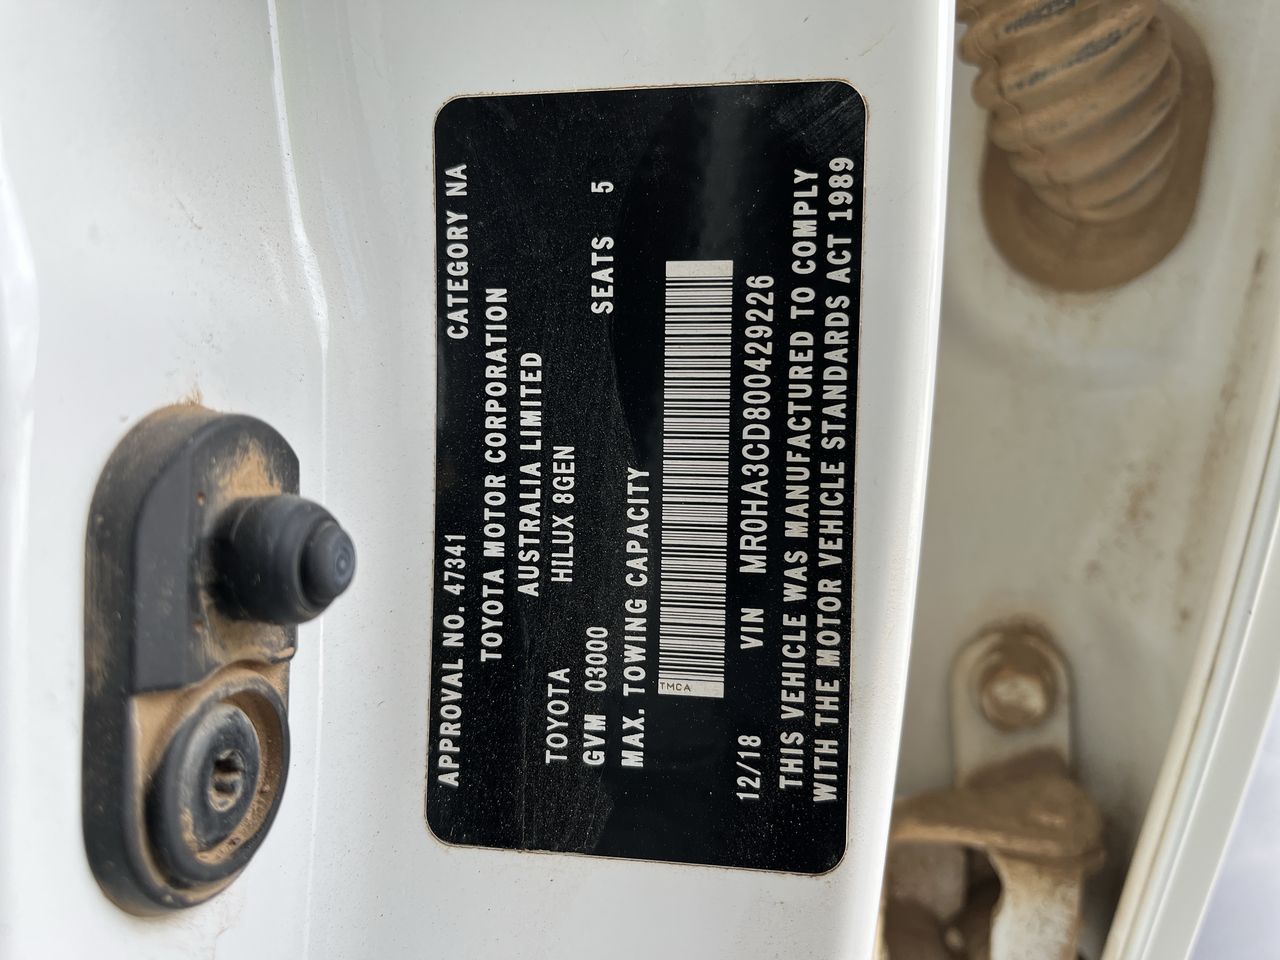 APPROVAL NO. 47341 CATEGORY NA
TOYOTA MOTOR CORPORATION
AUSTRALIA LIMITED
TOYOTA HILUX 8GEN
GVM 03000 SEATS 5
MAX. TOWING CAPACITY
TMCA
12/18 VIN MR0HA3CD800429226
THIS VEHICLE WAS MANUFACTURED TO COMPLY
WITH THE MOTOR VEHICLE STANDARDS ACT 1989